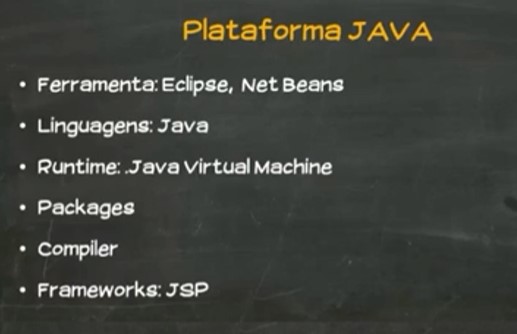 Plataforma JAVA
• Ferramenta: Eclipse, Net Beans
• Linguagens: Java
• Runtime: .Java Virtual Machine
• Packages
• Compiler
• Frameworks: JSP